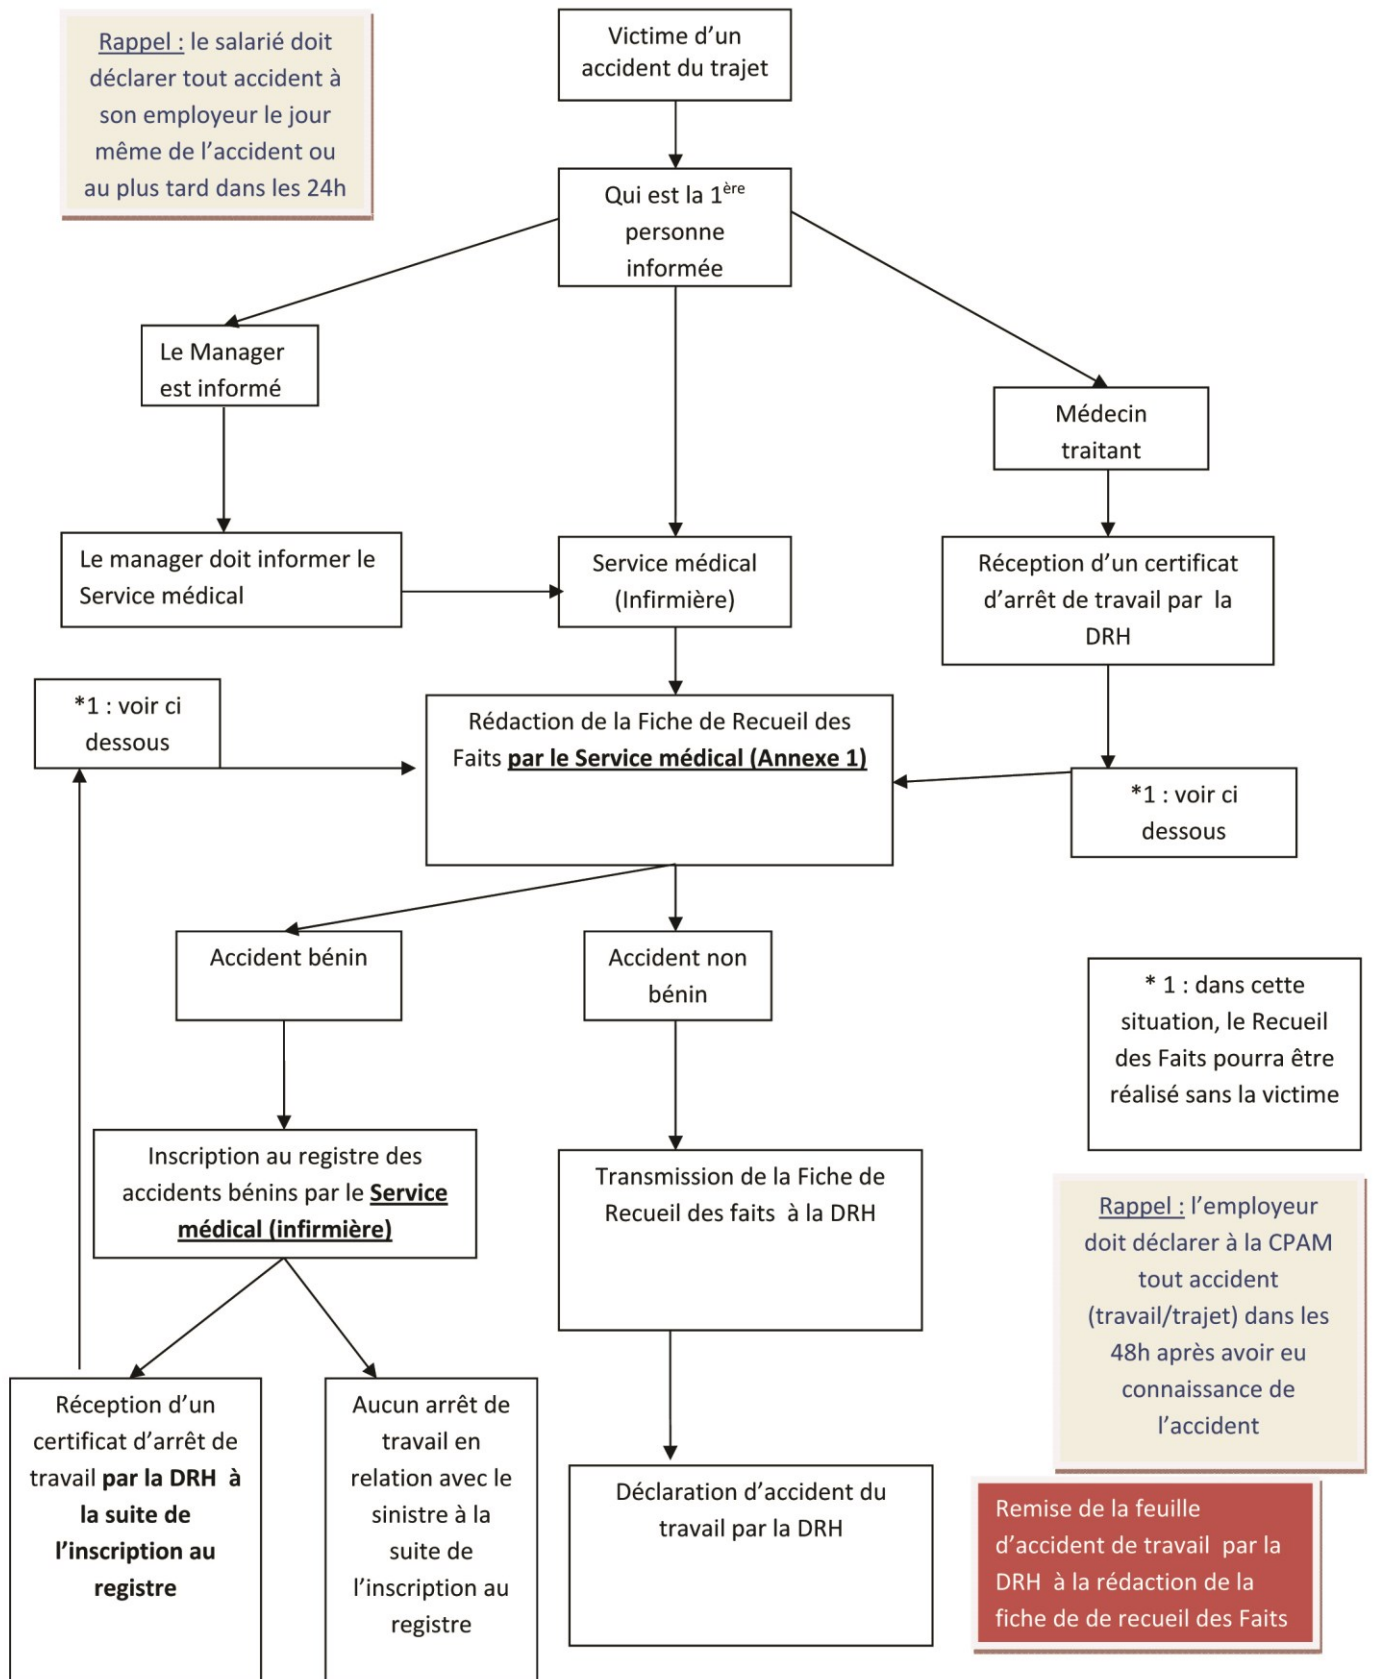 Rappel : le salarié doit
déclarer tout accident à
son employeur le jour
même de l’accident ou
au plus tard dans les 24h
Victime d’un
accident du trajet
Qui est la 1ère
personne
informée
Le Manager
est informé
Médecin
traitant
Le manager doit informer le
Service médical
Service médical
(Infirmière)
Réception d’un certificat
d’arrêt de travail par  la
DRH
*1 : voir ci
dessous
Rédaction de la Fiche de Recueil des
Faits par le Service médical (Annexe 1)
*1 : voir ci
dessous
Accident bénin
Accident non
bénin
* 1 : dans cette
situation, le Recueil
des Faits pourra être
réalisé sans la victime
Inscription au registre des
accidents bénins par le Service
médical (infirmière)
Transmission de la Fiche de
Recueil des faits  à la DRH
Rappel : l’employeur
doit déclarer à la CPAM
tout accident
(travail/trajet) dans les
48h après avoir eu
connaissance de
l’accident
Réception d’un
certificat d’arrêt de
travail par la DRH  à
la suite de
l’inscription au
registre
Aucun arrêt de
travail en
relation avec le
sinistre à la
suite de
l’inscription au
registre
Déclaration d’accident du
travail par la DRH
Remise de la feuille
d’accident de travail  par la
DRH  à la rédaction de la
fiche de de recueil des Faits